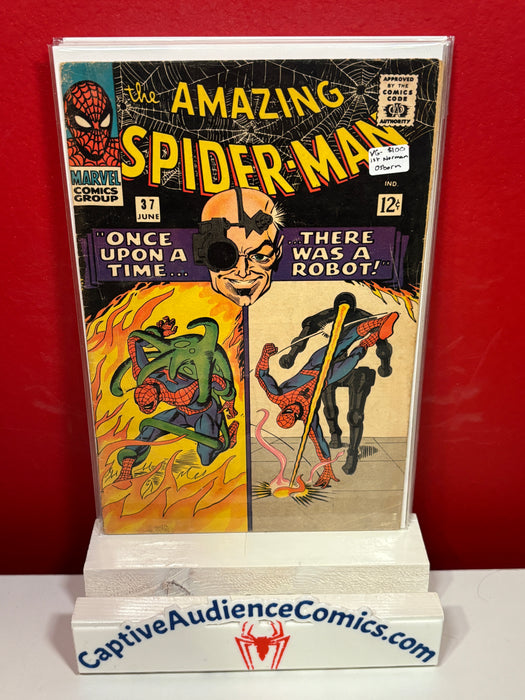 the AMAZING
SPIDER-MAN
APPROVED
BY THE
COMICS
CODE
AUTHORITY
VG- $100
1st Norman
Osborn
MARVEL
COMICS
GROUP
37
JUNE
IND.
12¢
"ONCE
UPON A
TIME...
...THERE
WAS A
ROBOT!"
CaptiveAudienceComics.com